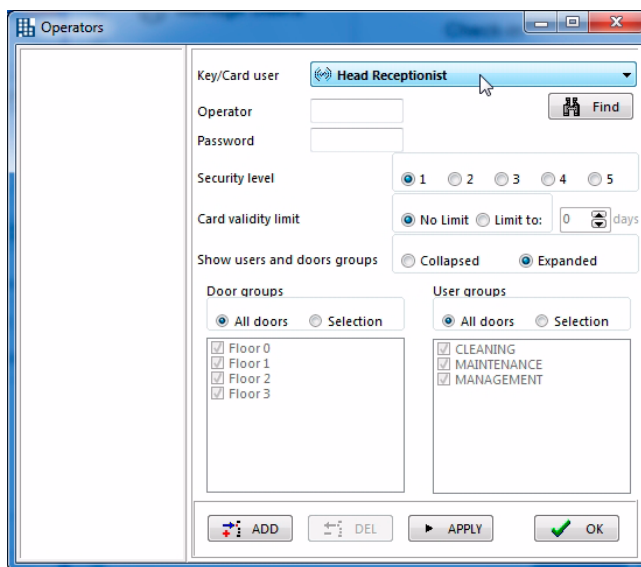 Operators
Key/Card user Head Receptionist
Operator Find
Password
Security level 1 2 3 4 5
Card validity limit No Limit Limit to: 0 days
Show users and doors groups Collapsed Expanded
Door groups User groups
All doors Selection All doors Selection
Floor 0 CLEANING
Floor 1 MAINTENANCE
Floor 2 MANAGEMENT
Floor 3
ADD DEL APPLY OK